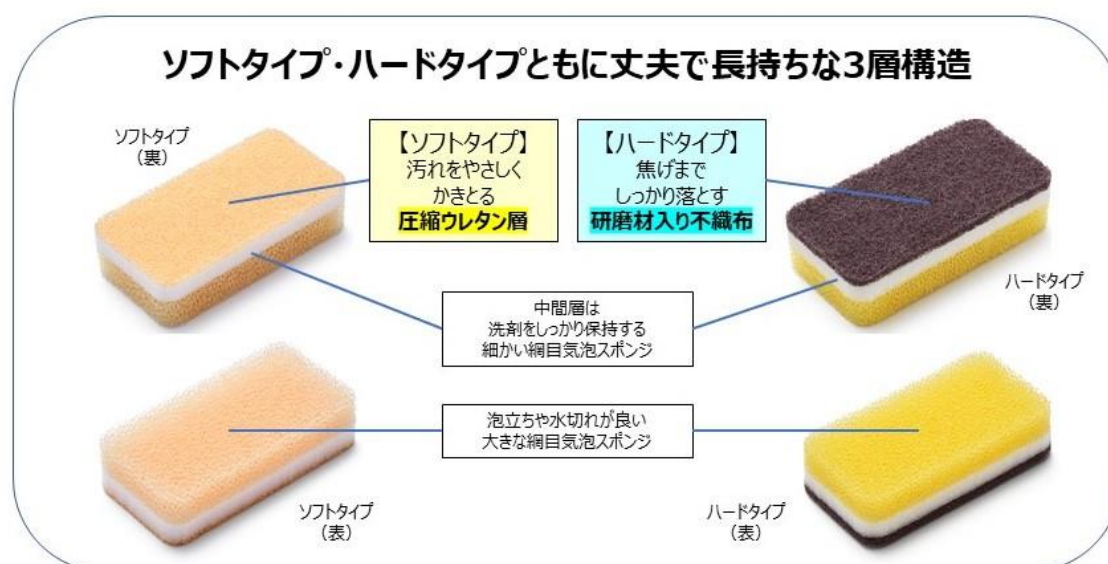 ソフトタイプ・ハードタイプともに丈夫で長持ちな3層構造
ソフトタイプ
（裏）
【ソフトタイプ】
汚れをやさしく
かきとる
圧縮ウレタン層
【ハードタイプ】
焦げまで
しっかり落とす
研磨材入り不織布
ハードタイプ
（裏）
中間層は
洗剤をしっかり保持する
細かい網目気泡スポンジ
泡立ちや水切れが良い
大きな網目気泡スポンジ
ソフトタイプ
（表）
ハードタイプ
（表）